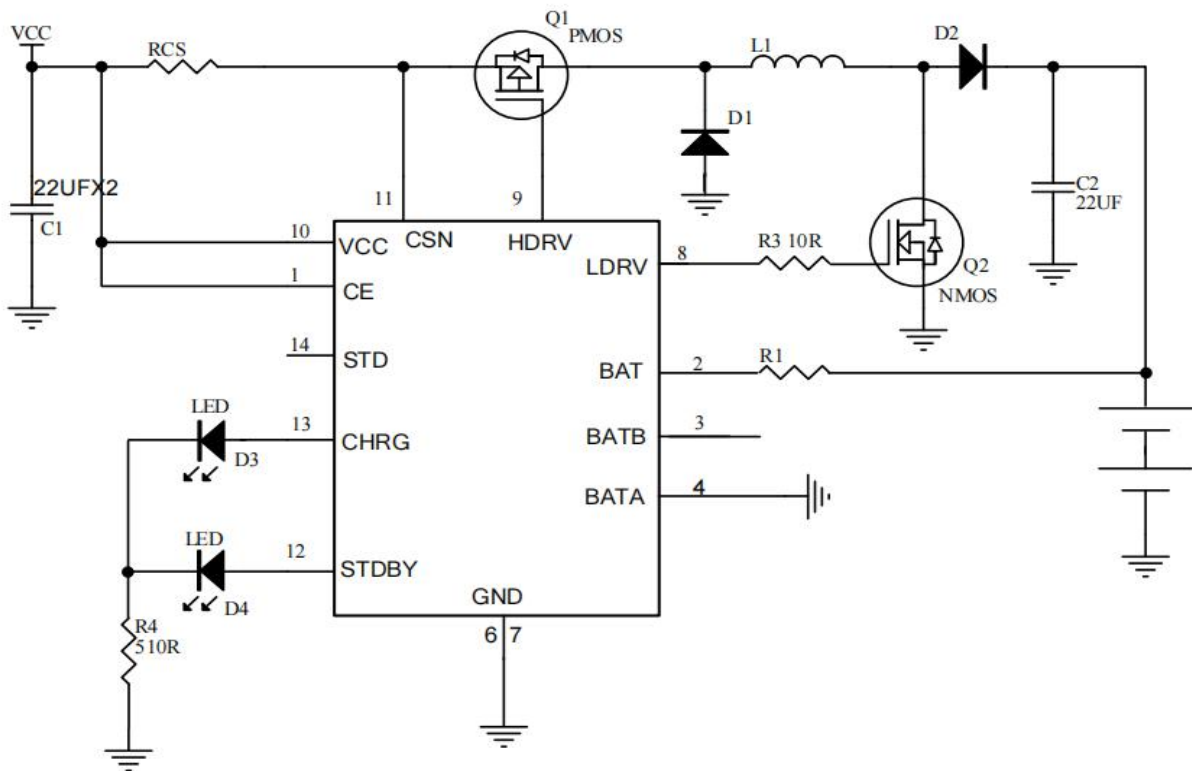 Q1
PMOS
VCC
RCS
L1
D2
D1
22UFX2
C1
C2
22UF
11
9
10
VCC
CSN
HDRV
LDRV
8
R3 10R
Q2
NMOS
1
CE
14
STD
BAT
2
R1
LED
13
CHRG
D3
BATB
3
BATA
4
LED
12
STDBY
D4
GND
6 7
R4
510R